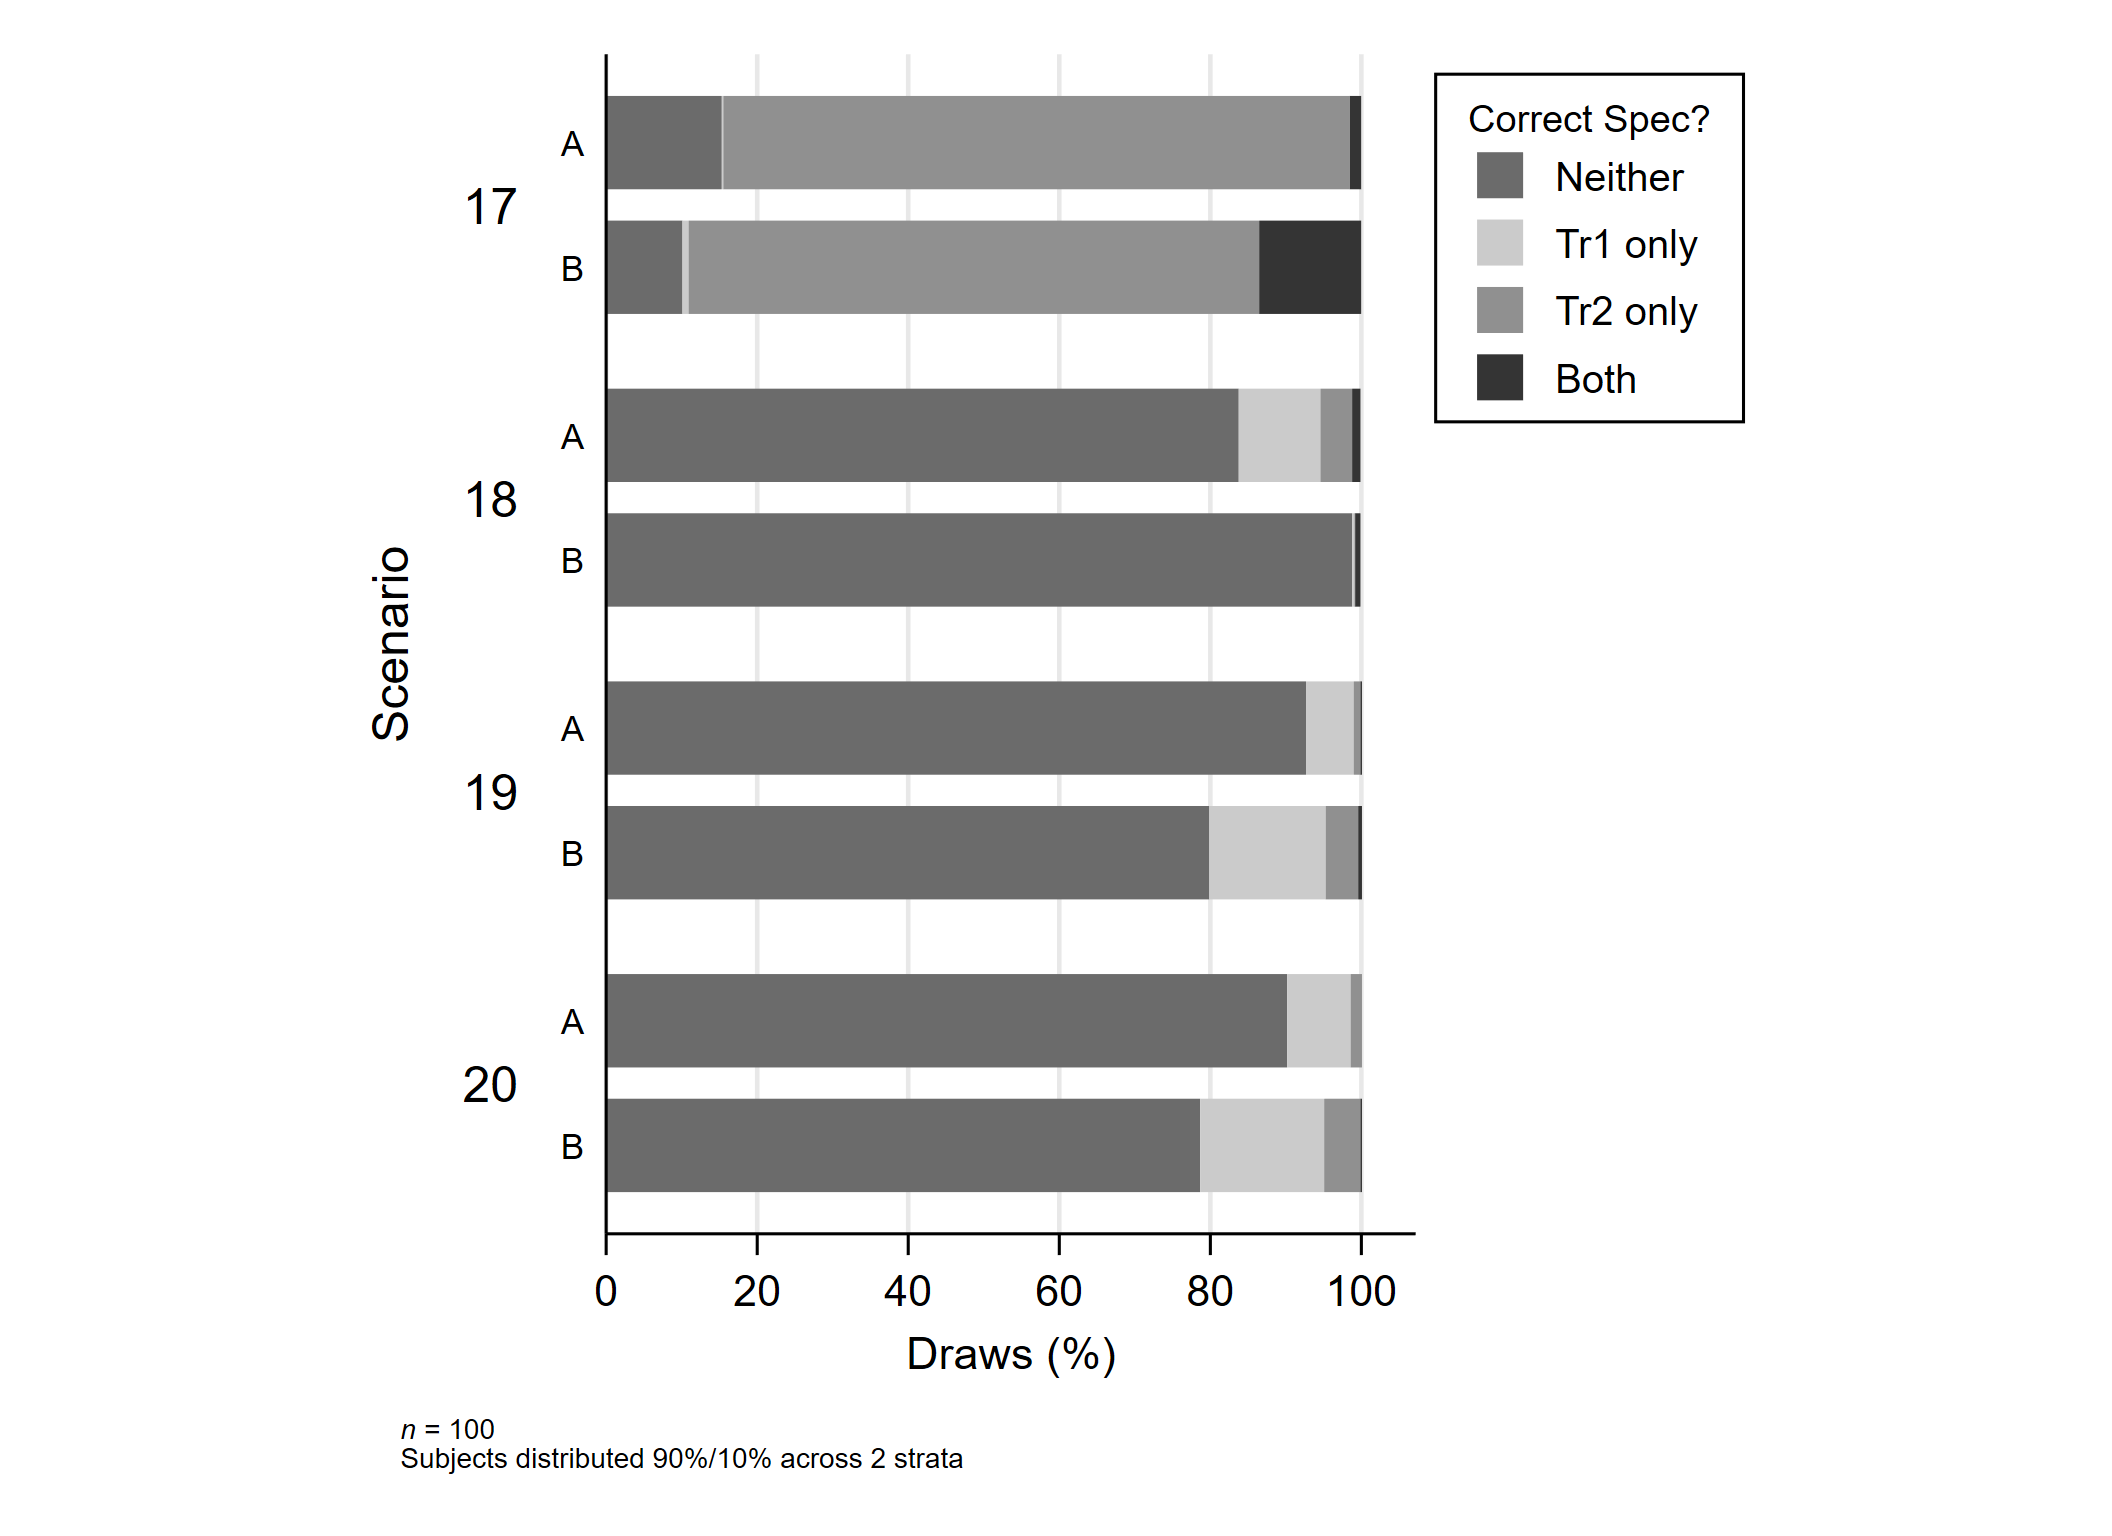 Correct Spec?
Neither
Tr1 only
Tr2 only
Both
Scenario
17
A
B
18
A
B
19
A
B
20
A
B
0 20 40 60 80 100
Draws (%)
n = 100
Subjects distributed 90%/10% across 2 strata